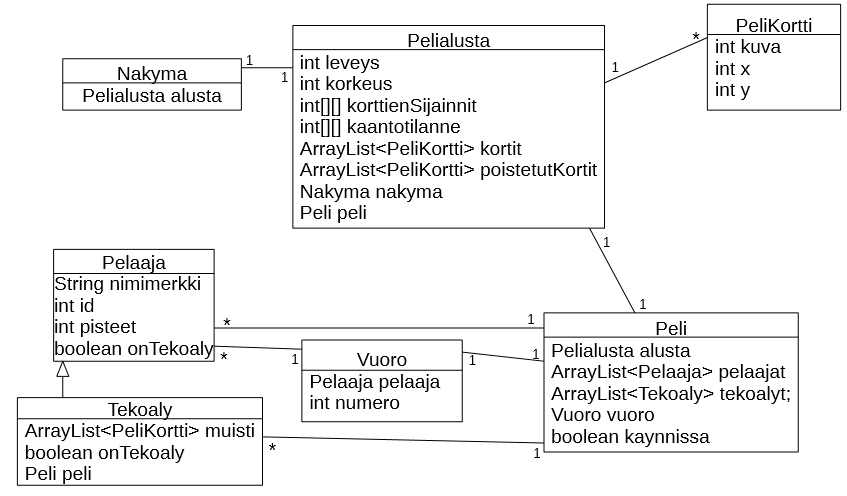 Nakyma
Pelialusta alusta
1
1
Pelialusta
int leveys
int korkeus
int[][] korttienSijainnit
int[][] kaantotilanne
ArrayList<PeliKortti> kortit
ArrayList<PeliKortti> poistetutKortit
Nakyma nakyma
Peli peli
1
*
PeliKortti
int kuva
int x
int y
1
1
Pelaaja
String nimimerkki
int id
int pisteet
boolean onTekoaly
*
1
*
1
Vuoro
Pelaaja pelaaja
int numero
1
1
Peli
Pelialusta alusta
ArrayList<Pelaaja> pelaajat
ArrayList<Tekoaly> tekoalyt;
Vuoro vuoro
boolean kaynnissa
Tekoaly
ArrayList<PeliKortti> muisti
boolean onTekoaly
Peli peli
*
1